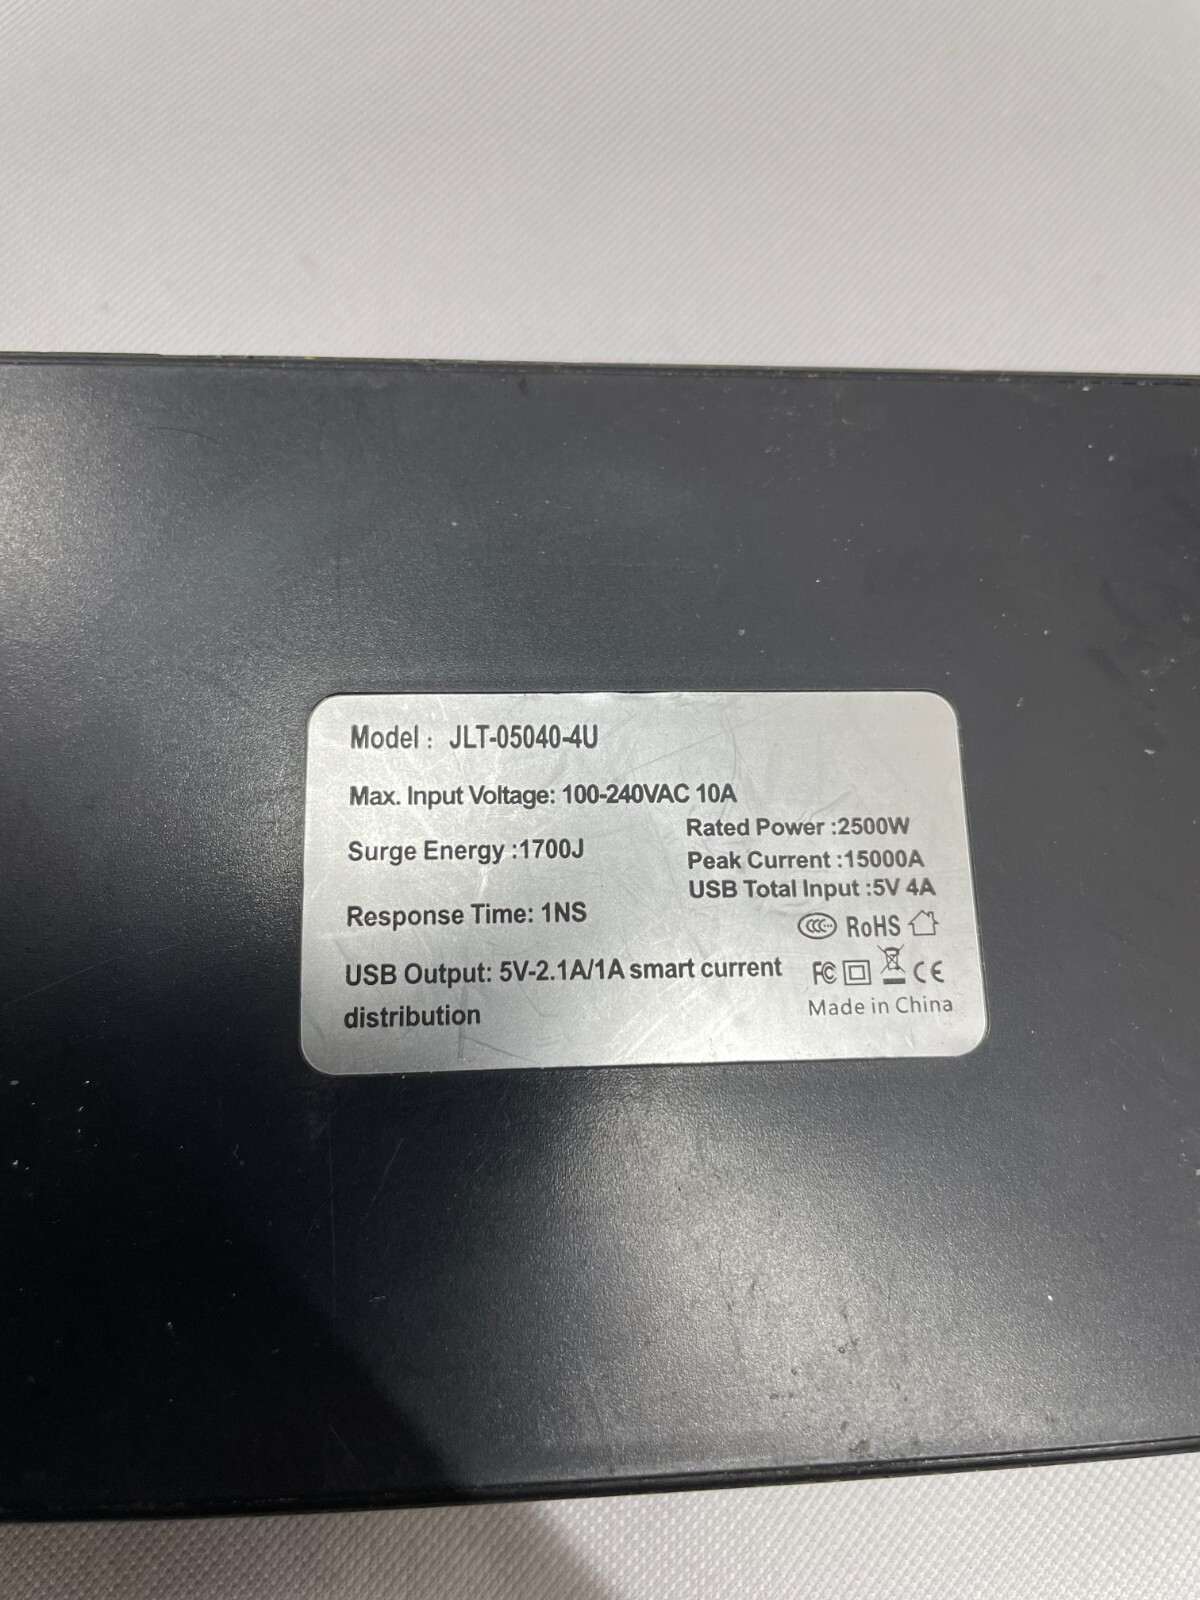 Model : JLT-05040-4U
Max. Input Voltage: 100-240VAC 10A
Rated Power :2500W
Surge Energy :1700J
Peak Current :15000A
USB Total Input :5V 4A
Response Time: 1NS
CCC RoHS
USB Output: 5V-2.1A/1A smart current
distribution
FC CE
Made in China